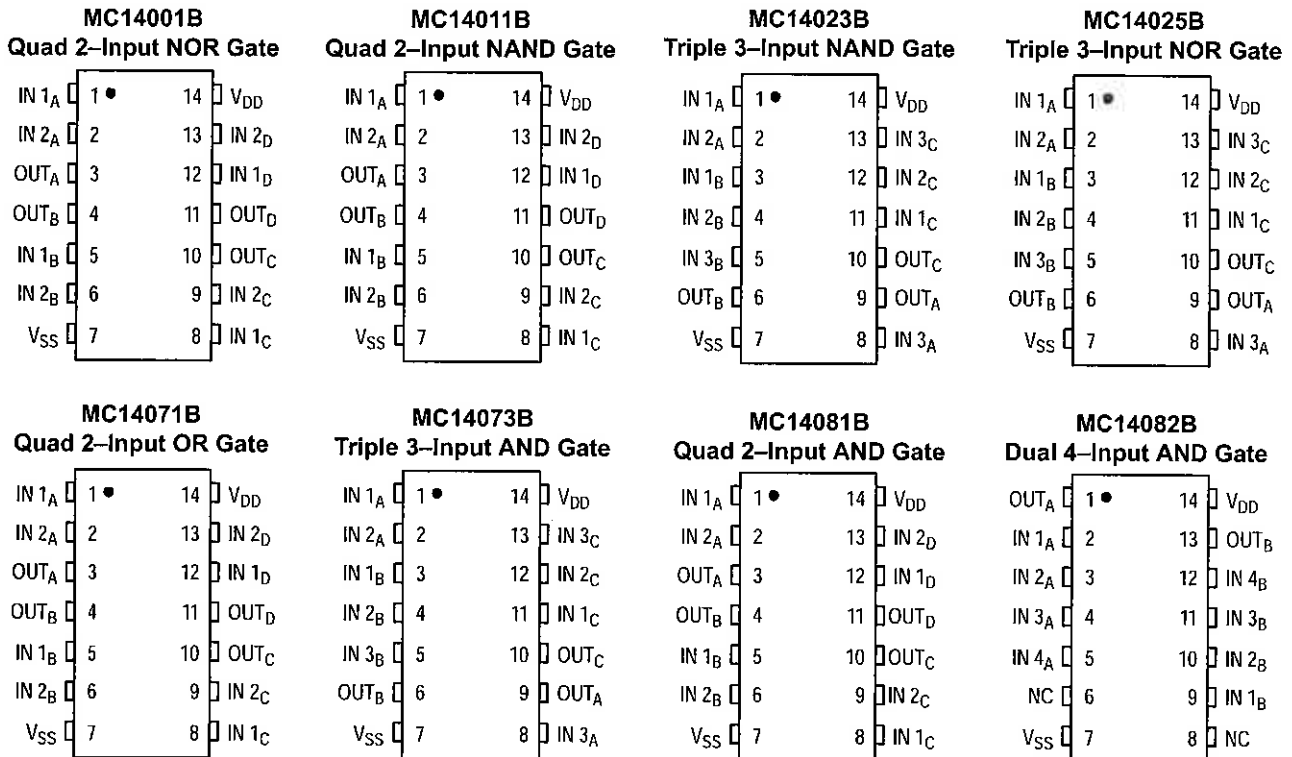 MC14001B
Quad 2–Input NOR Gate
IN 1A 1 14 VDD
IN 2A 2 13 IN 2D
OUTA 3 12 IN 1D
OUTB 4 11 OUTD
IN 1B 5 10 OUTC
IN 2B 6 9 IN 2C
VSS 7 8 IN 1C
MC14011B
Quad 2–Input NAND Gate
IN 1A 1 14 VDD
IN 2A 2 13 IN 2D
OUTA 3 12 IN 1D
OUTB 4 11 OUTD
IN 1B 5 10 OUTC
IN 2B 6 9 IN 2C
VSS 7 8 IN 1C
MC14023B
Triple 3–Input NAND Gate
IN 1A 1 14 VDD
IN 2A 2 13 IN 3C
IN 1B 3 12 IN 2C
IN 2B 4 11 IN 1C
IN 3B 5 10 OUTC
OUTB 6 9 OUTA
VSS 7 8 IN 3A
MC14025B
Triple 3–Input NOR Gate
IN 1A 1 14 VDD
IN 2A 2 13 IN 3C
IN 1B 3 12 IN 2C
IN 2B 4 11 IN 1C
IN 3B 5 10 OUTC
OUTB 6 9 OUTA
VSS 7 8 IN 3A
MC14071B
Quad 2–Input OR Gate
IN 1A 1 14 VDD
IN 2A 2 13 IN 2D
OUTA 3 12 IN 1D
OUTB 4 11 OUTD
IN 1B 5 10 OUTC
IN 2B 6 9 IN 2C
VSS 7 8 IN 1C
MC14073B
Triple 3–Input AND Gate
IN 1A 1 14 VDD
IN 2A 2 13 IN 3C
IN 1B 3 12 IN 2C
IN 2B 4 11 IN 1C
IN 3B 5 10 OUTC
OUTB 6 9 OUTA
VSS 7 8 IN 3A
MC14081B
Quad 2–Input AND Gate
IN 1A 1 14 VDD
IN 2A 2 13 IN 2D
OUTA 3 12 IN 1D
OUTB 4 11 OUTD
IN 1B 5 10 OUTC
IN 2B 6 9 IN 2C
VSS 7 8 IN 1C
MC14082B
Dual 4–Input AND Gate
OUTA 1 14 VDD
IN 1A 2 13 OUTB
IN 2A 3 12 IN 4B
IN 3A 4 11 IN 3B
IN 4A 5 10 IN 2B
NC 6 9 IN 1B
VSS 7 8 NC